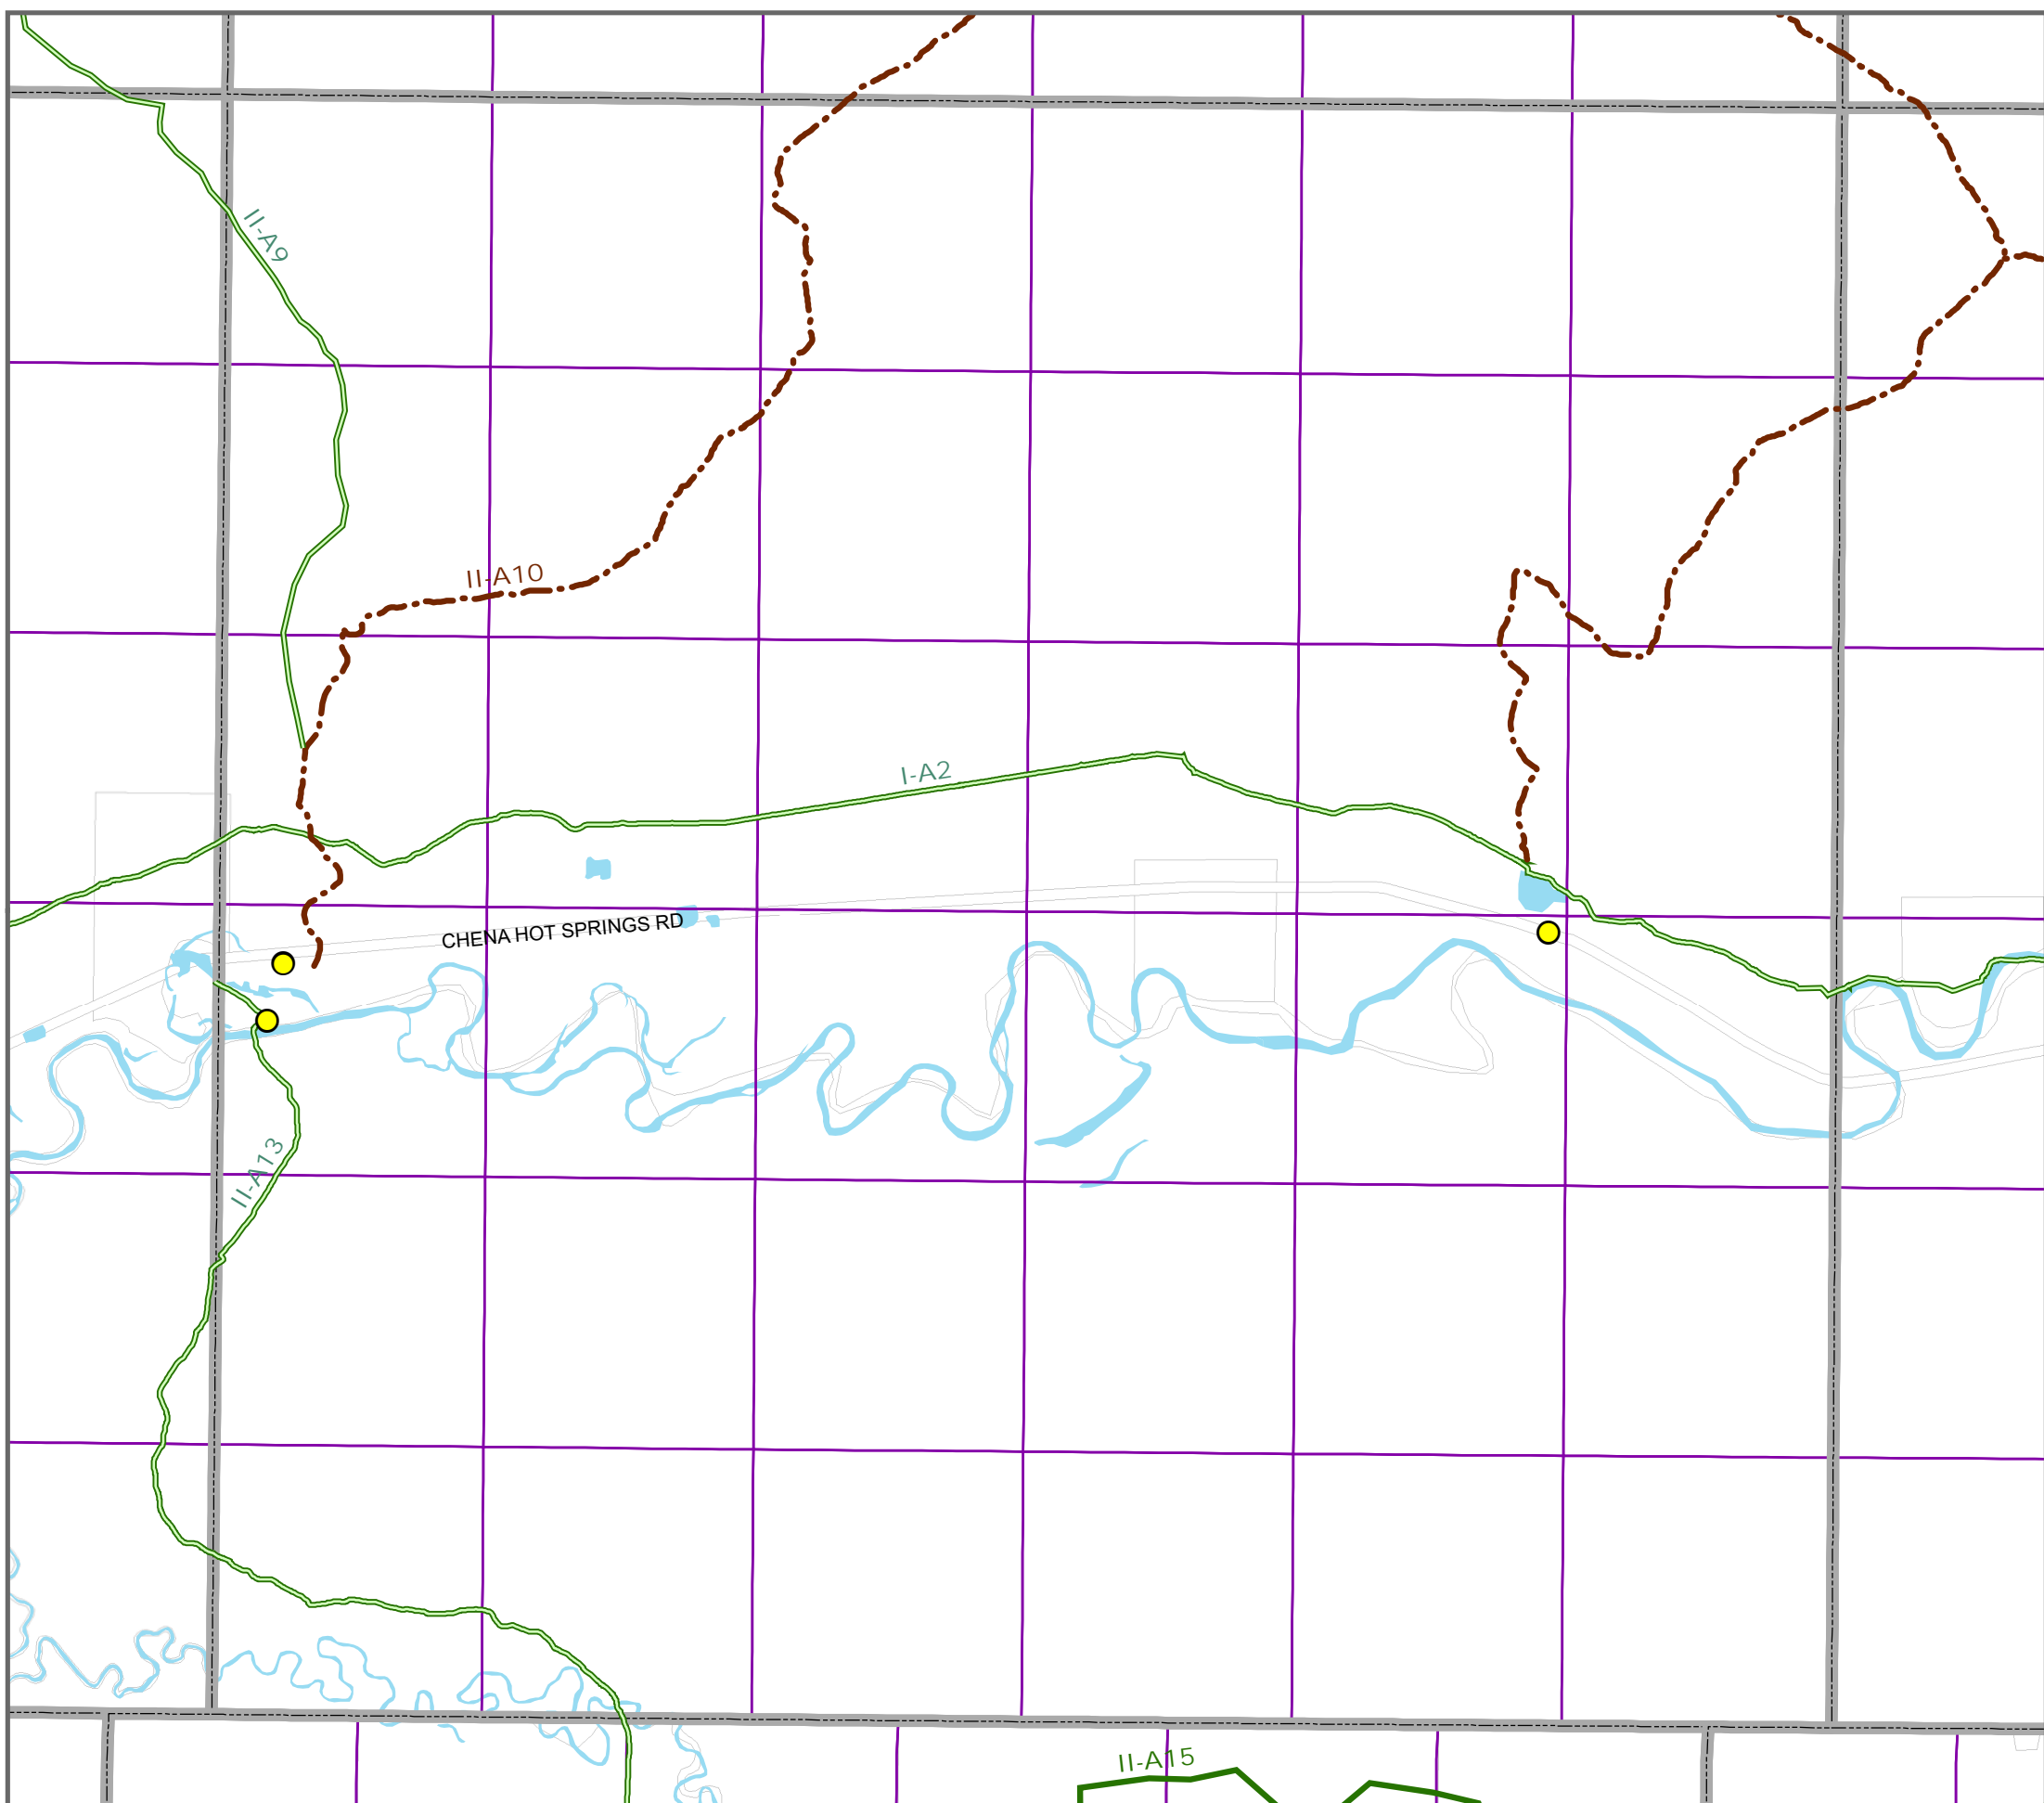 II-A9
II-A10
I-A2
CHENA HOT SPRINGS RD
II-A13
II-A15